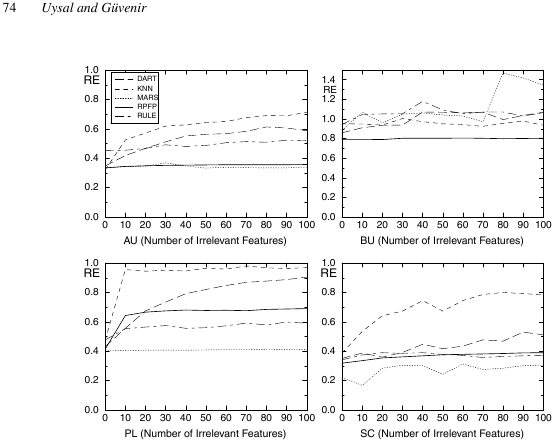 74 Uysal and Güvenir
1.0
RE
0.8
0.6
0.4
0.2
0.0
DART
KNN
MARS
RPFP
RULE
0 10 20 30 40 50 60 70 80 90 100
AU (Number of Irrelevant Features)
1.4
RE
1.2
1.0
0.8
0.6
0.4
0.2
0.0
0 10 20 30 40 50 60 70 80 90 100
BU (Number of Irrelevant Features)
1.0
RE
0.8
0.6
0.4
0.2
0.0
0 10 20 30 40 50 60 70 80 90 100
PL (Number of Irrelevant Features)
1.0
RE
0.8
0.6
0.4
0.2
0.0
0 10 20 30 40 50 60 70 80 90 100
SC (Number of Irrelevant Features)